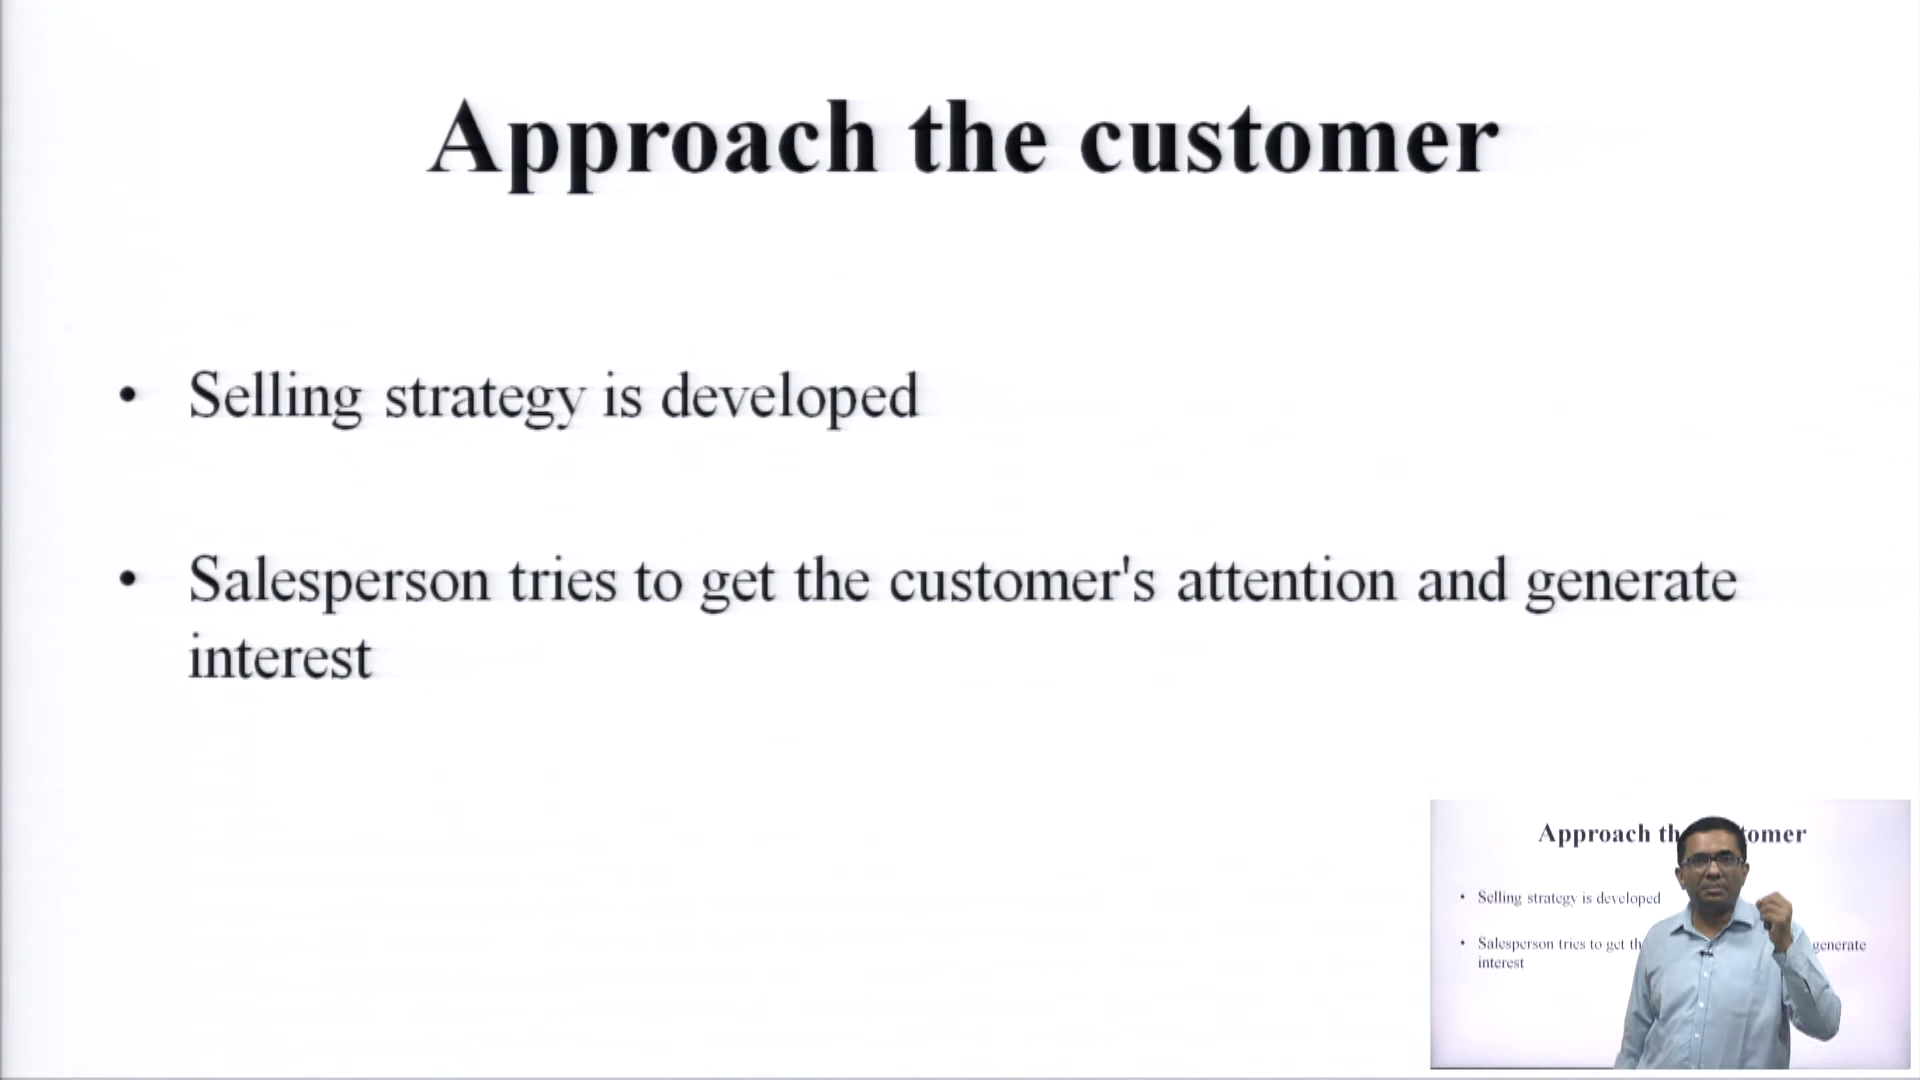 Approach the customer
• Selling strategy is developed
• Salesperson tries to get the customer's attention and generate
interest
Approach th tomer
• Selling strategy is developed
• Salesperson tries to get th generate
interest